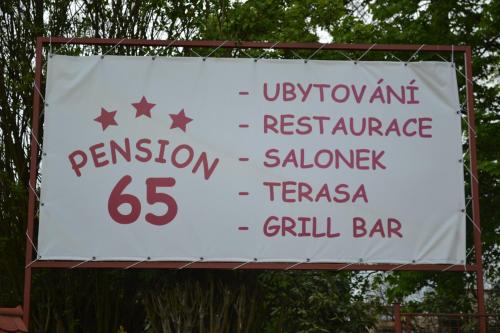 PENSION
65
- UBYTOVÁNÍ
- RESTAURACE
- SALONEK
- TERASA
- GRILL BAR